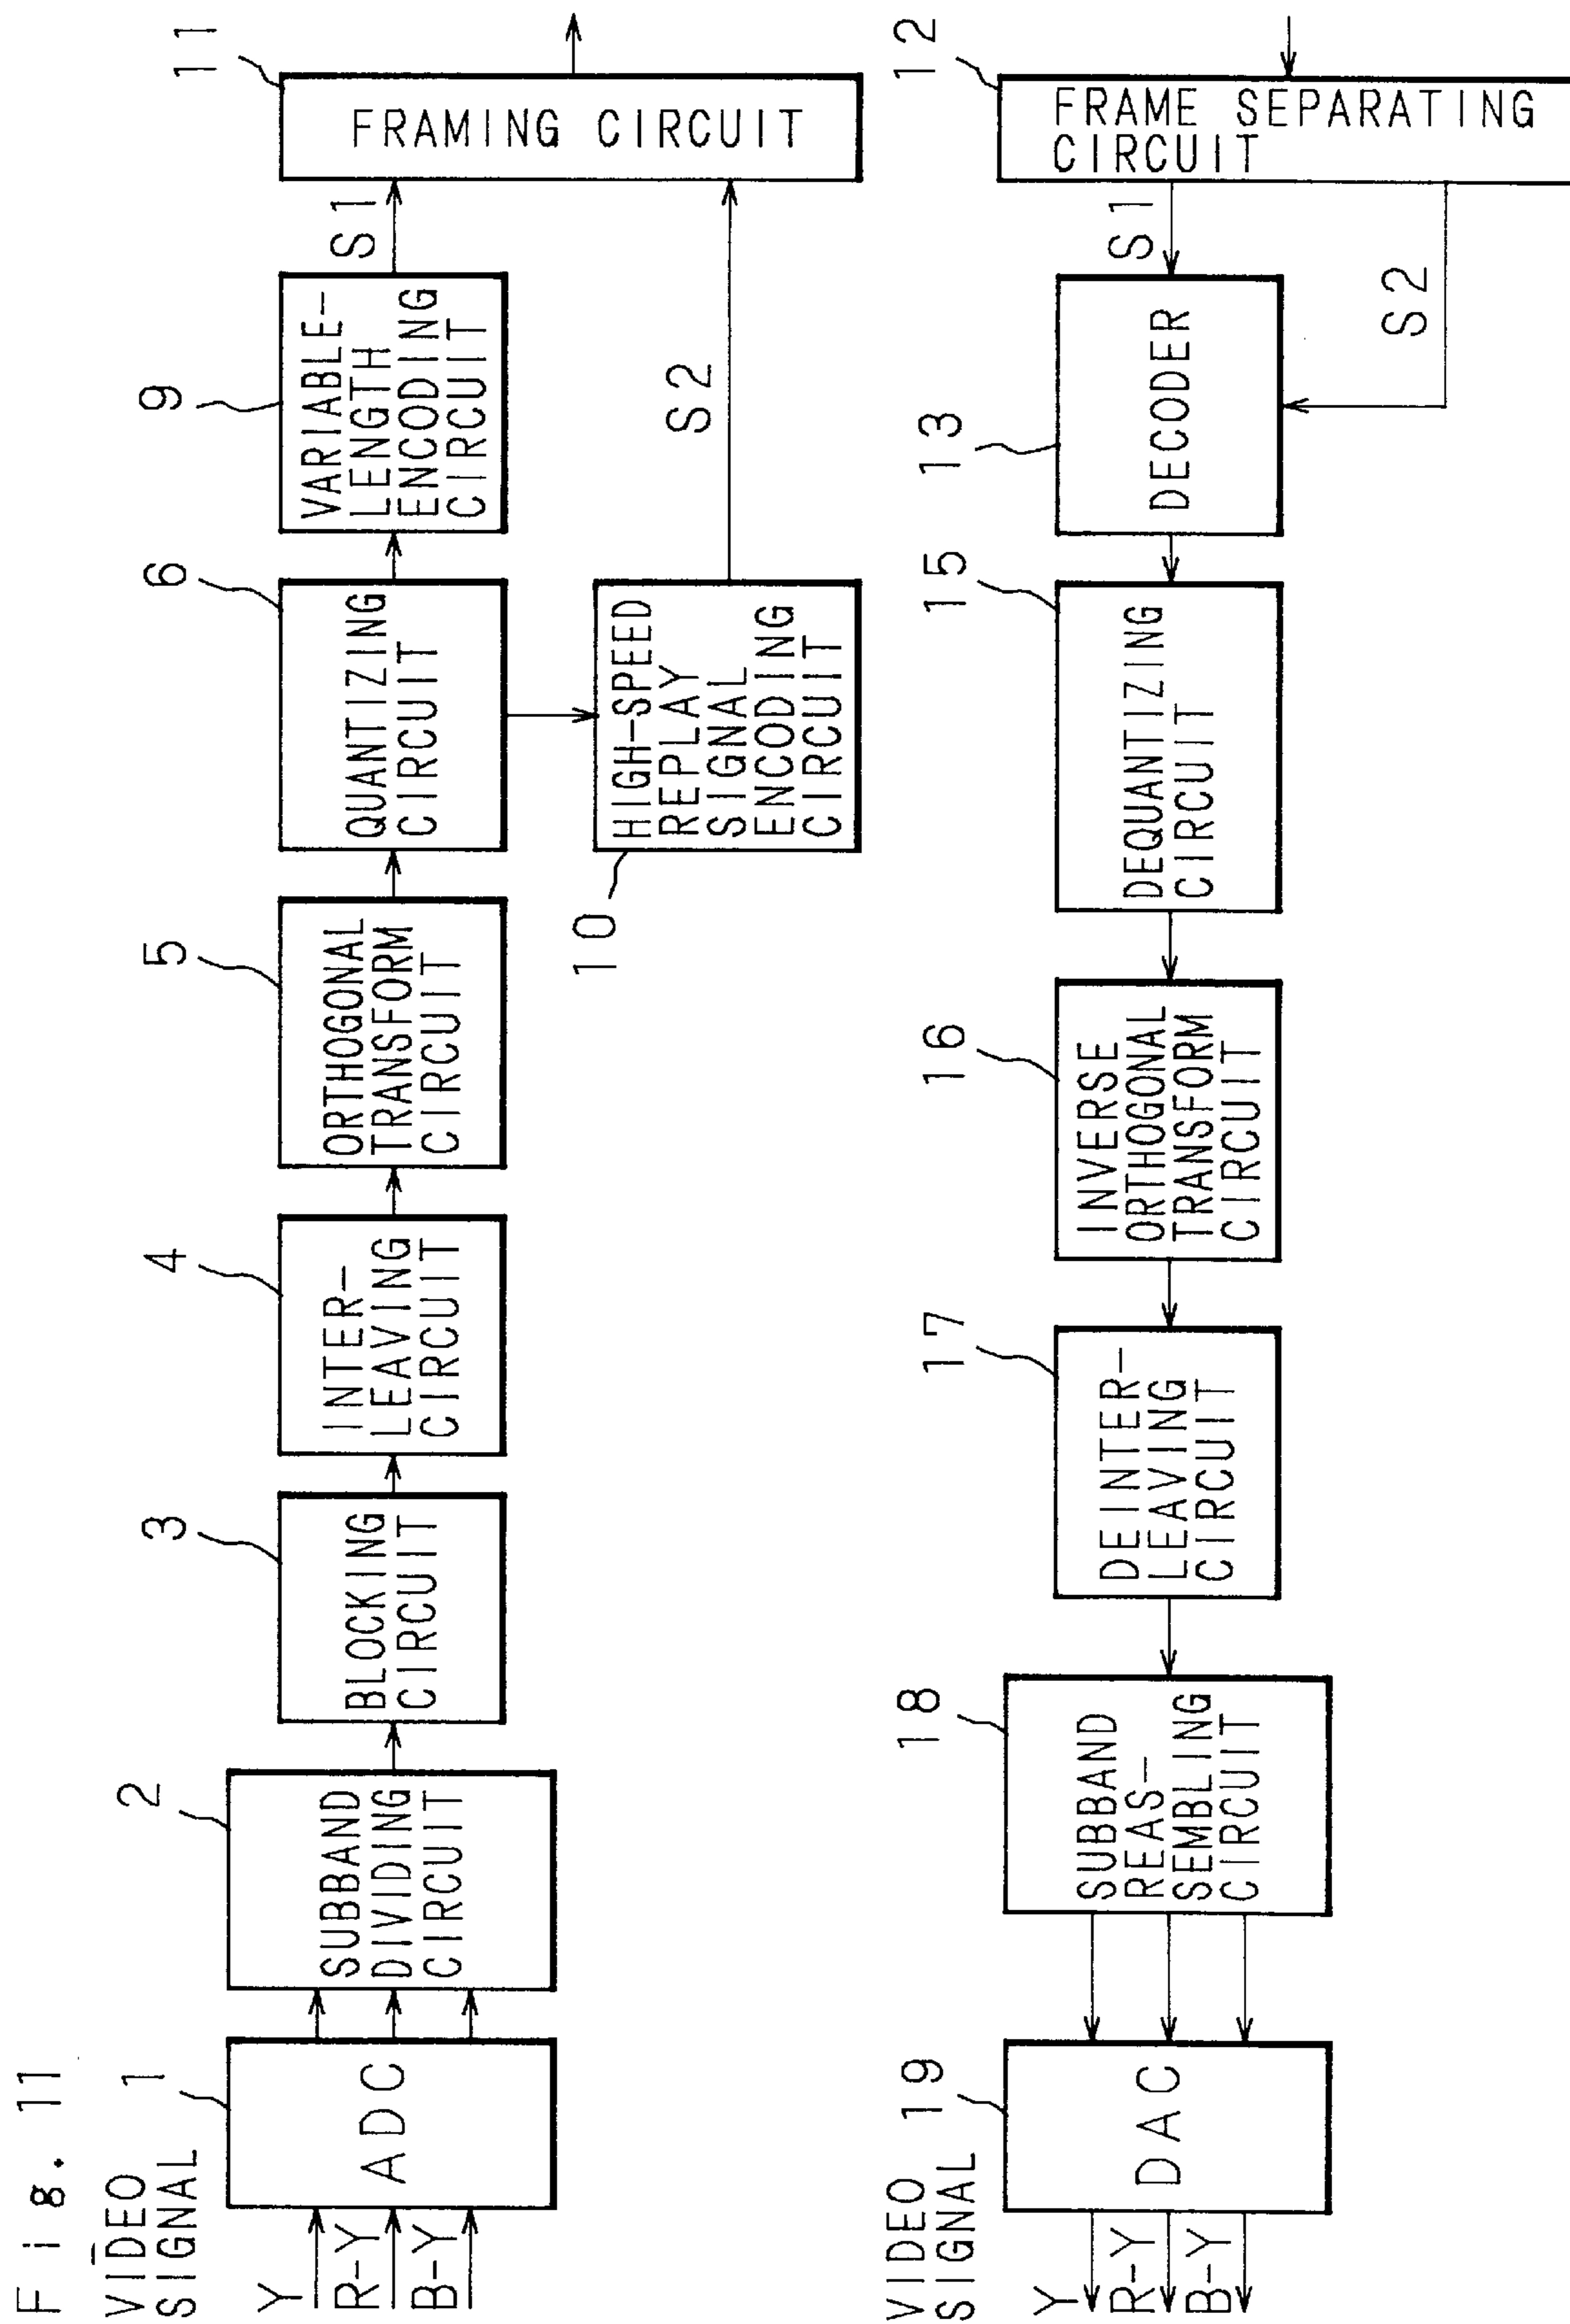 Fig. 11
VIDEO
SIGNAL
Y
R-Y
B-Y
1
ADC
2
SUBBAND
DIVIDING
CIRCUIT
3
BLOCKING
CIRCUIT
4
INTER-
LEAVING
CIRCUIT
5
ORTHOGONAL
TRANSFORM
CIRCUIT
6
QUANTIZING
CIRCUIT
9
VARIABLE-
LENGTH
ENCODING
CIRCUIT
S1
10
HIGH-SPEED
REPLAY
SIGNAL
ENCODING
CIRCUIT
S2
11
FRAMING CIRCUIT
VIDEO
SIGNAL
Y
R-Y
B-Y
19
DAC
18
SUBBAND
REAS-
SEMBLING
CIRCUIT
17
DEINTER-
LEAVING
CIRCUIT
16
INVERSE
ORTHOGONAL
TRANSFORM
CIRCUIT
15
DEQUANTIZING
CIRCUIT
13
DECODER
S1
S2
12
FRAME SEPARATING
CIRCUIT